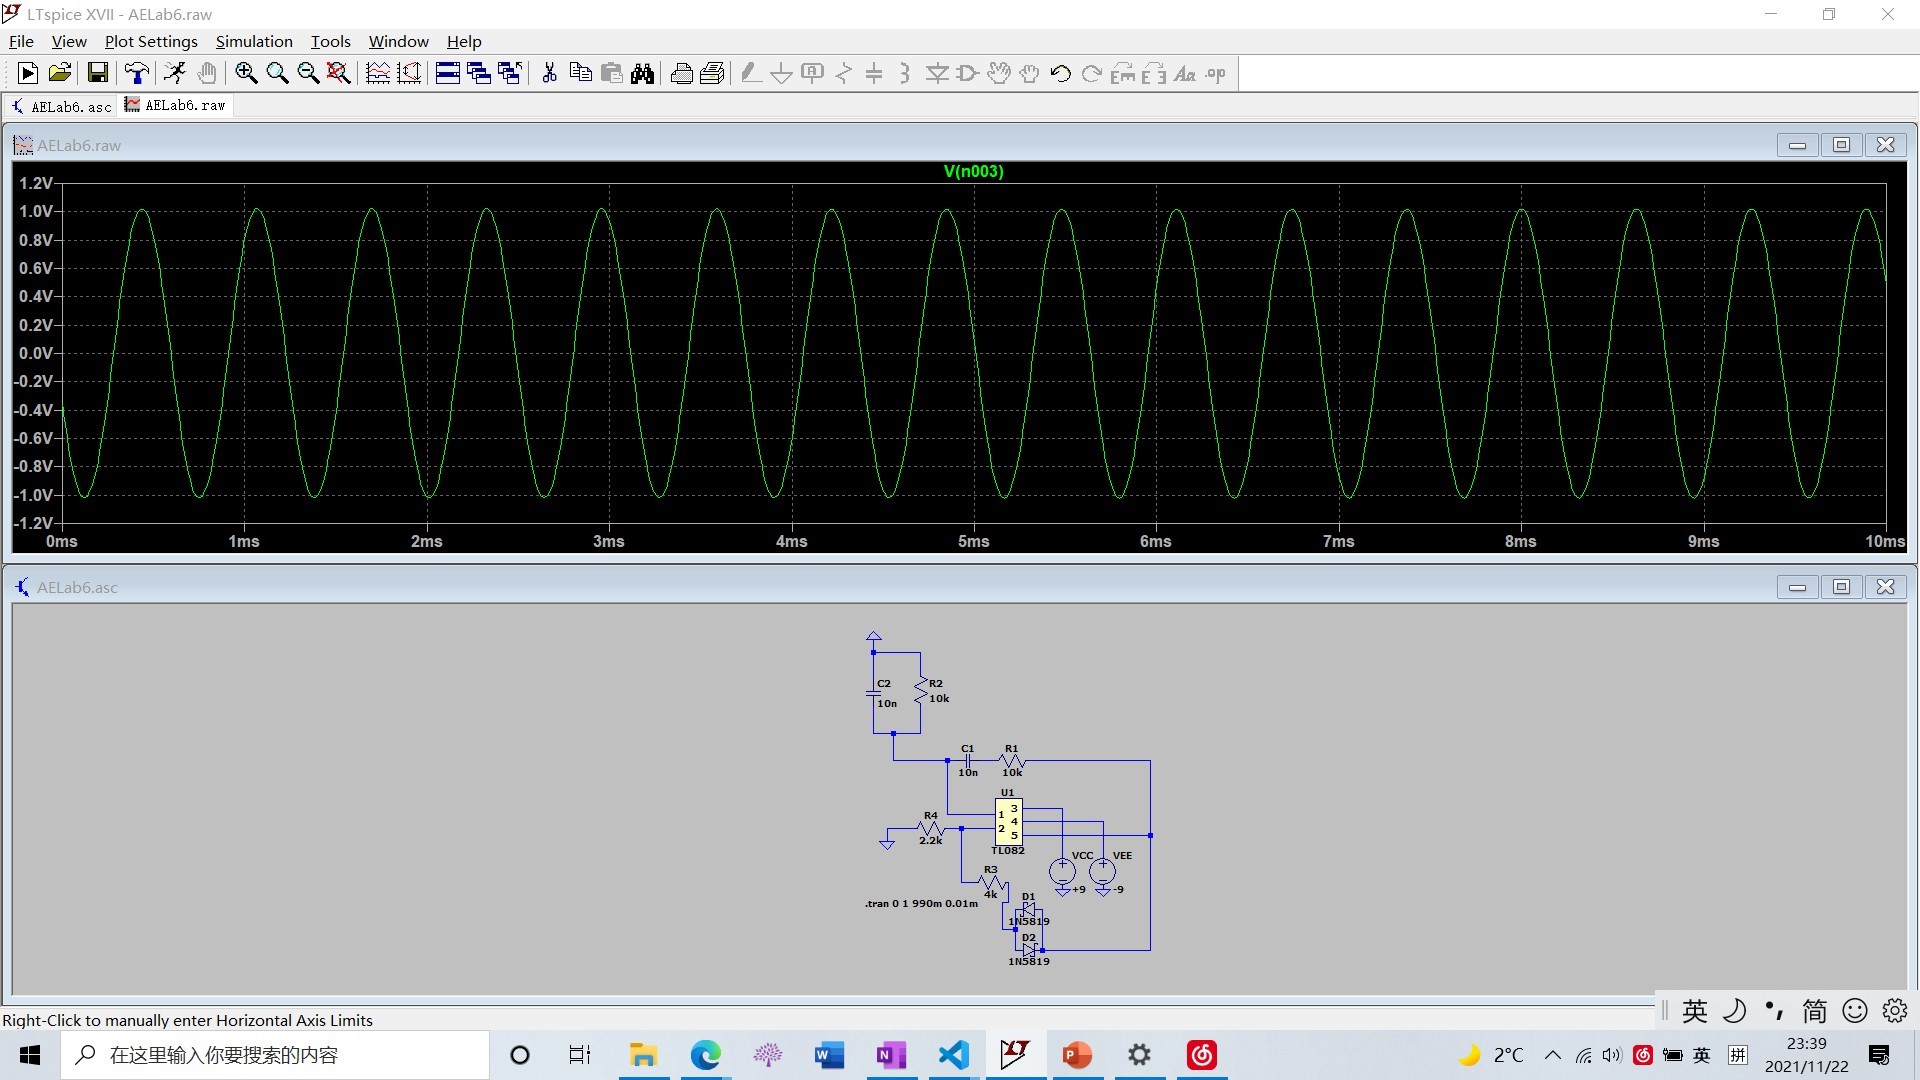 LTspice XVII - AELab6.raw
File View Plot Settings Simulation Tools Window Help
AELab6.asc AELab6.raw
AELab6.raw
V(n003)
1.2V
1.0V
0.8V
0.6V
0.4V
0.2V
0.0V
-0.2V
-0.4V
-0.6V
-0.8V
-1.0V
-1.2V
0ms 1ms 2ms 3ms 4ms 5ms 6ms 7ms 8ms 9ms 10ms
AELab6.asc
C2
10n
R2
10k
C1
10n
R1
10k
U1
1
2
3
4
5
TL082
R4
2.2k
R3
4k
VCC
+9
VEE
-9
.tran 0 1 990m 0.01m
D1
1N5819
D2
1N5819
Right-Click to manually enter Horizontal Axis Limits
英 简
在这里输入你要搜索的内容
2°C 英 拼
23:39
2021/11/22